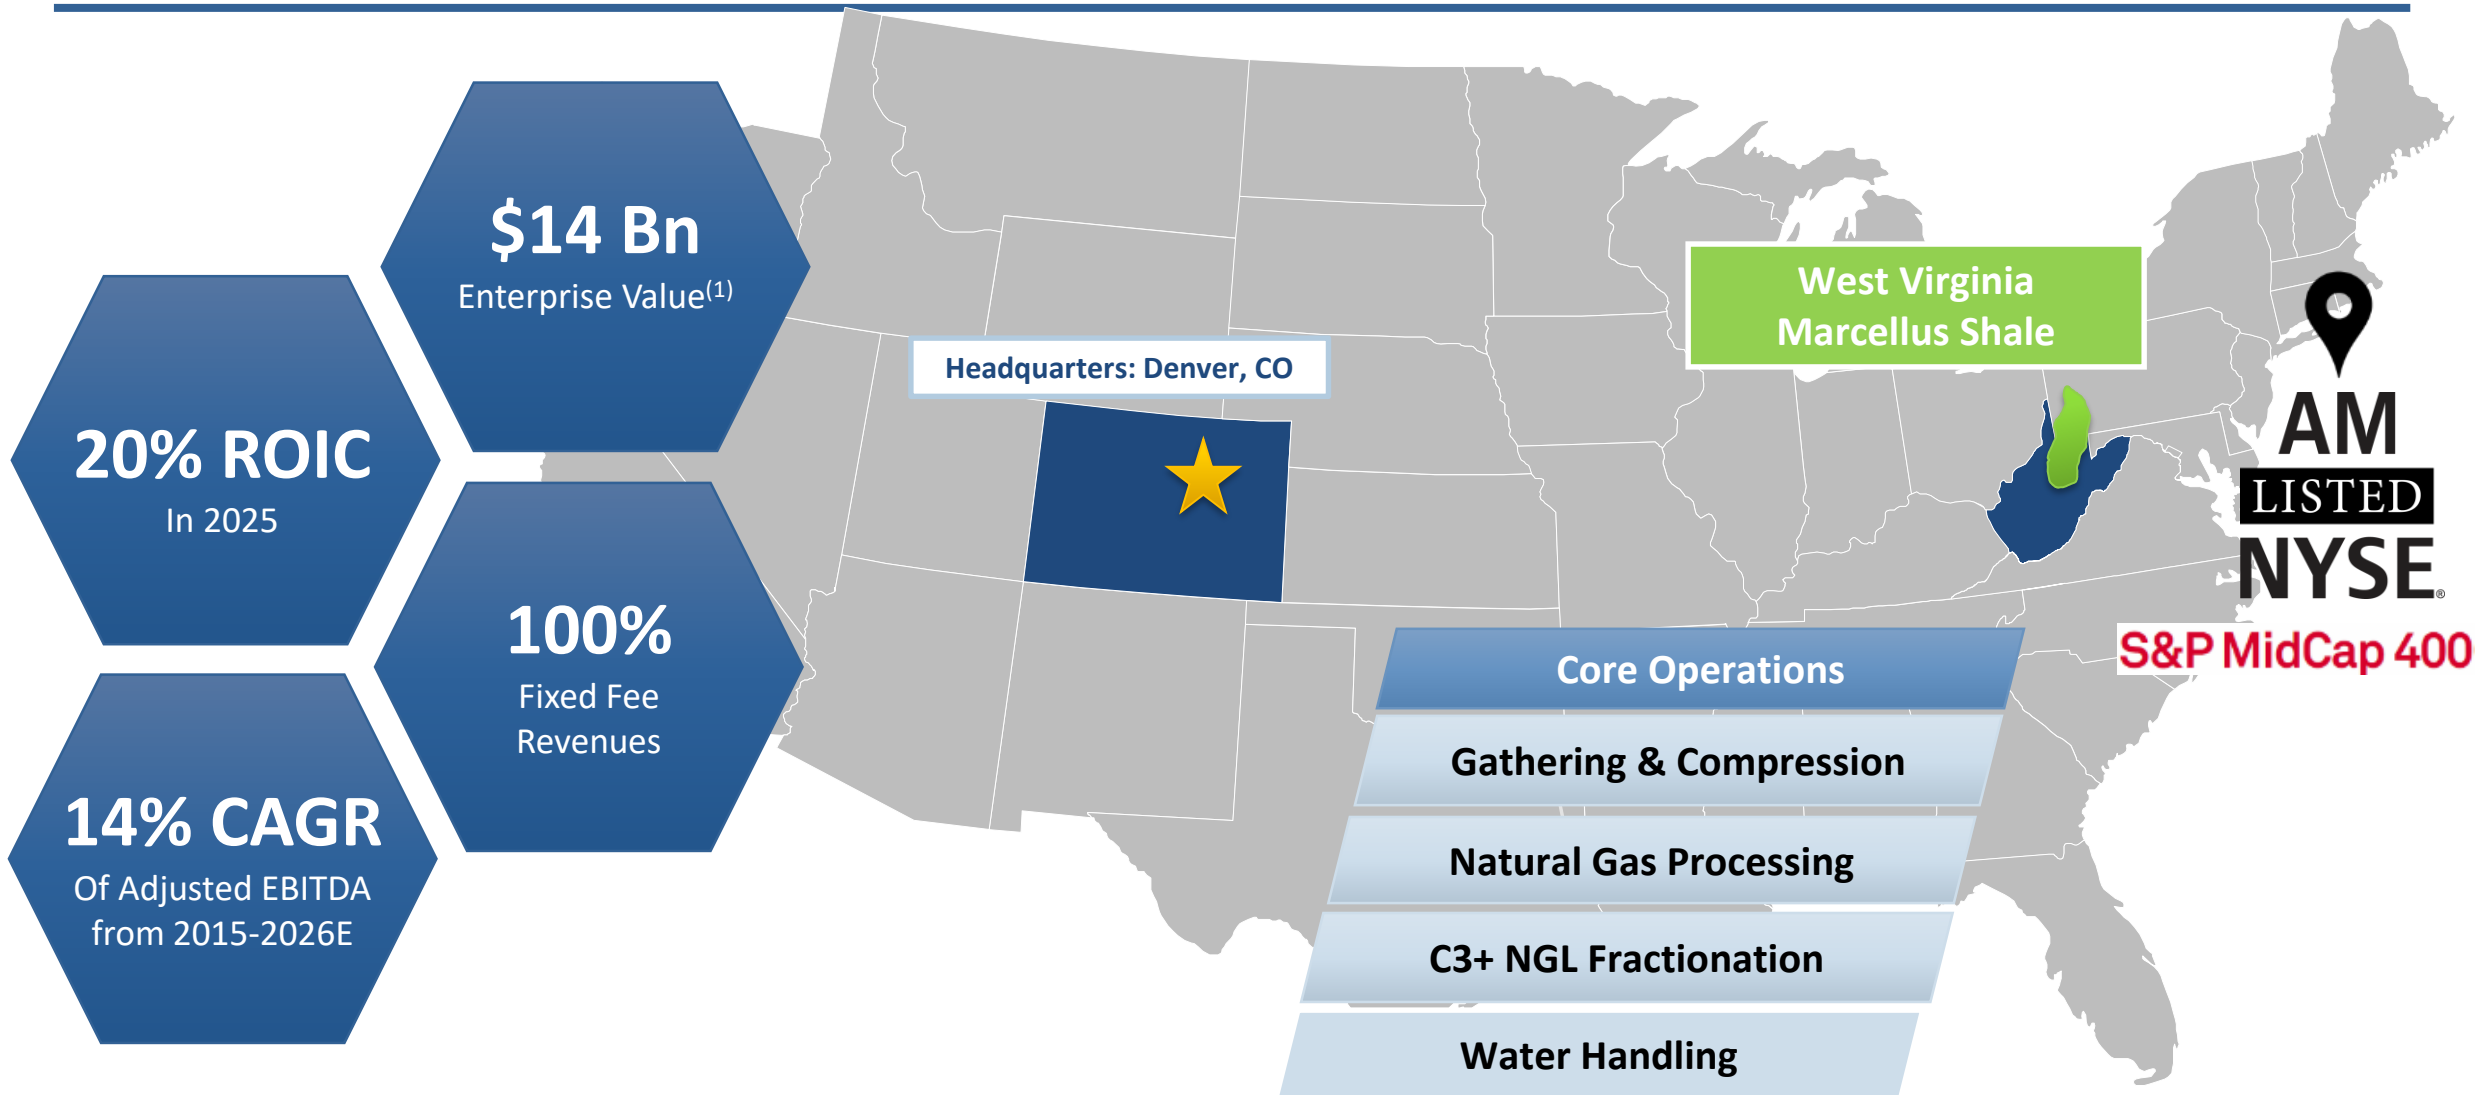 $14 Bn
Enterprise Value(1)
20% ROIC
In 2025
100%
Fixed Fee
Revenues
14% CAGR
Of Adjusted EBITDA
from 2015-2026E
Headquarters: Denver, CO
West Virginia
Marcellus Shale
AM
LISTED
NYSE®
S&P MidCap 400
Core Operations
Gathering & Compression
Natural Gas Processing
C3+ NGL Fractionation
Water Handling